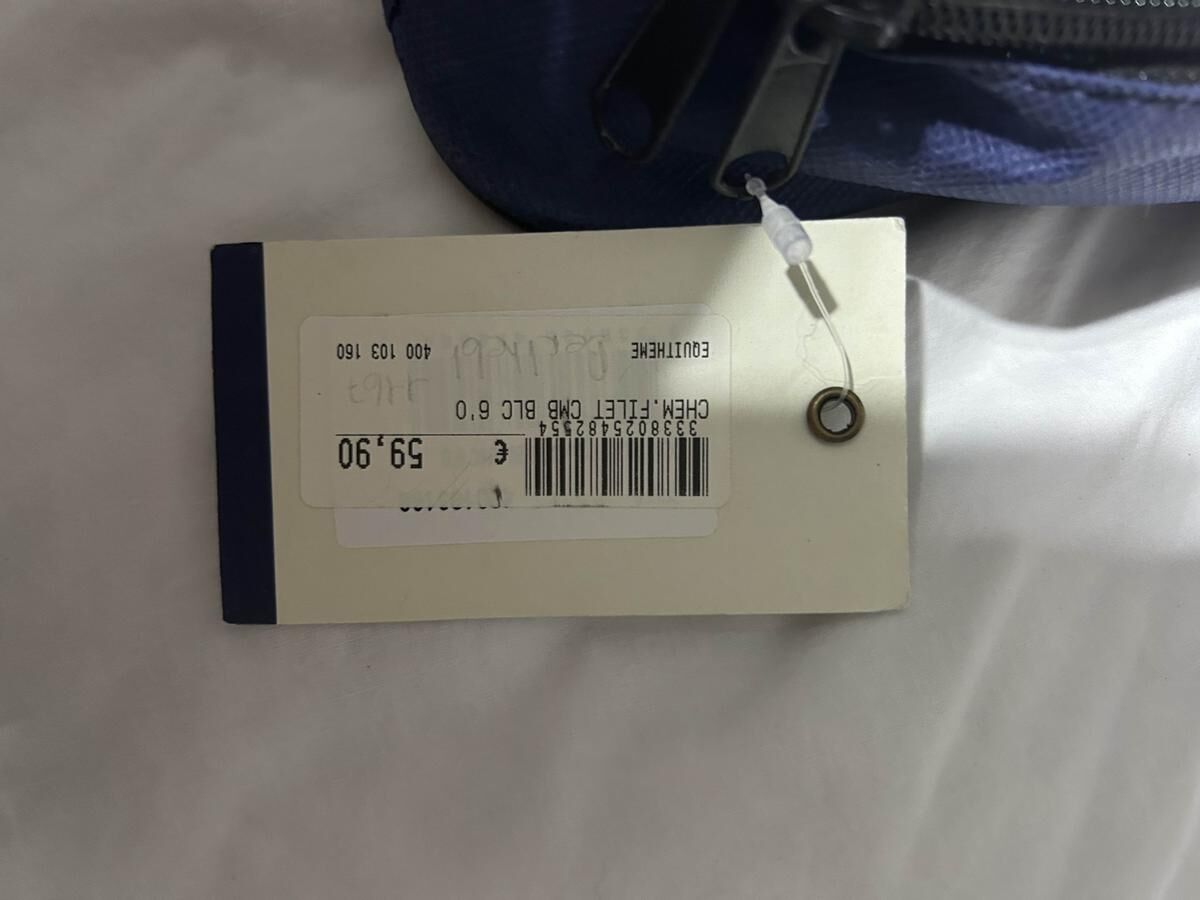 EQUITHEME 400 103 160
CHEM.FILET CMB BLC 6'0
3338025482554
€ 59,90